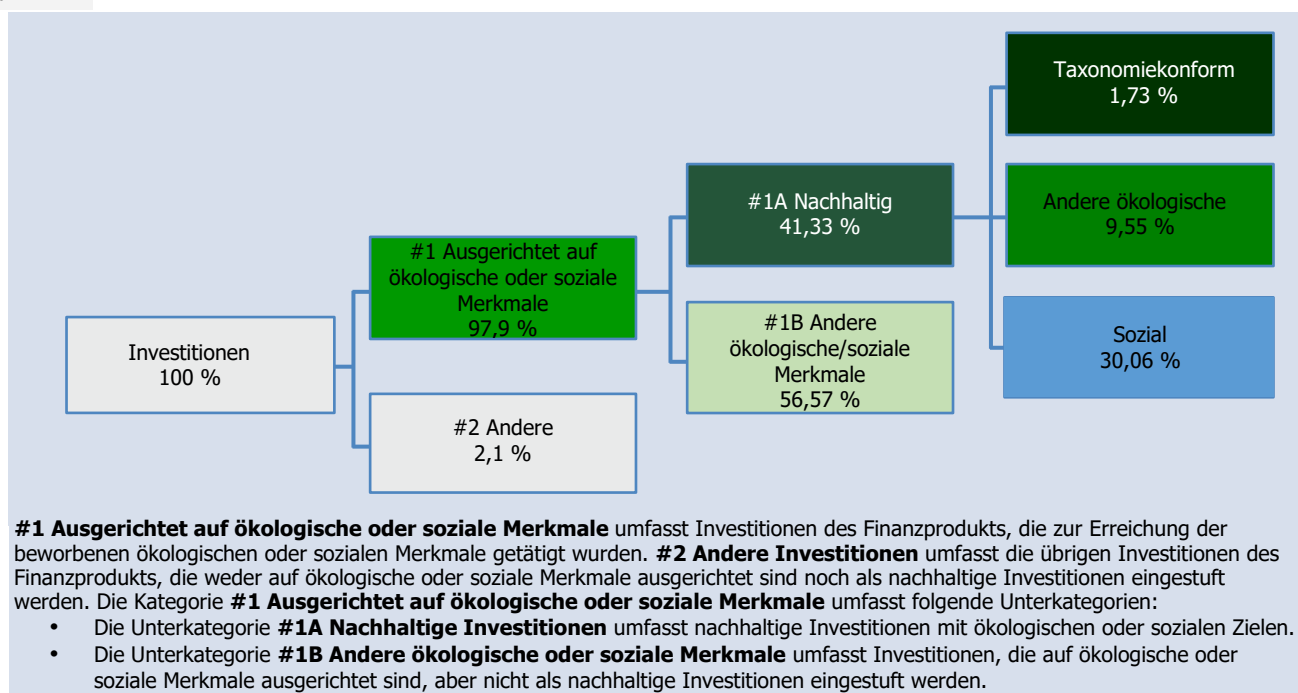 Taxonomiekonform
1,73 %
#1A Nachhaltig
41,33 %
Andere ökologische
9,55 %
#1 Ausgerichtet auf
ökologische oder soziale
Merkmale
97,9 %
#1B Andere
ökologische/soziale
Merkmale
56,57 %
Sozial
30,06 %
Investitionen
100 %
#2 Andere
2,1 %
#1 Ausgerichtet auf ökologische oder soziale Merkmale umfasst Investitionen des Finanzprodukts, die zur Erreichung der
beworbenen ökologischen oder sozialen Merkmale getätigt wurden. #2 Andere Investitionen umfasst die übrigen Investitionen des
Finanzprodukts, die weder auf ökologische oder soziale Merkmale ausgerichtet sind noch als nachhaltige Investitionen eingestuft
werden. Die Kategorie #1 Ausgerichtet auf ökologische oder soziale Merkmale umfasst folgende Unterkategorien:
• Die Unterkategorie #1A Nachhaltige Investitionen umfasst nachhaltige Investitionen mit ökologischen oder sozialen Zielen.
• Die Unterkategorie #1B Andere ökologische oder soziale Merkmale umfasst Investitionen, die auf ökologische oder
soziale Merkmale ausgerichtet sind, aber nicht als nachhaltige Investitionen eingestuft werden.